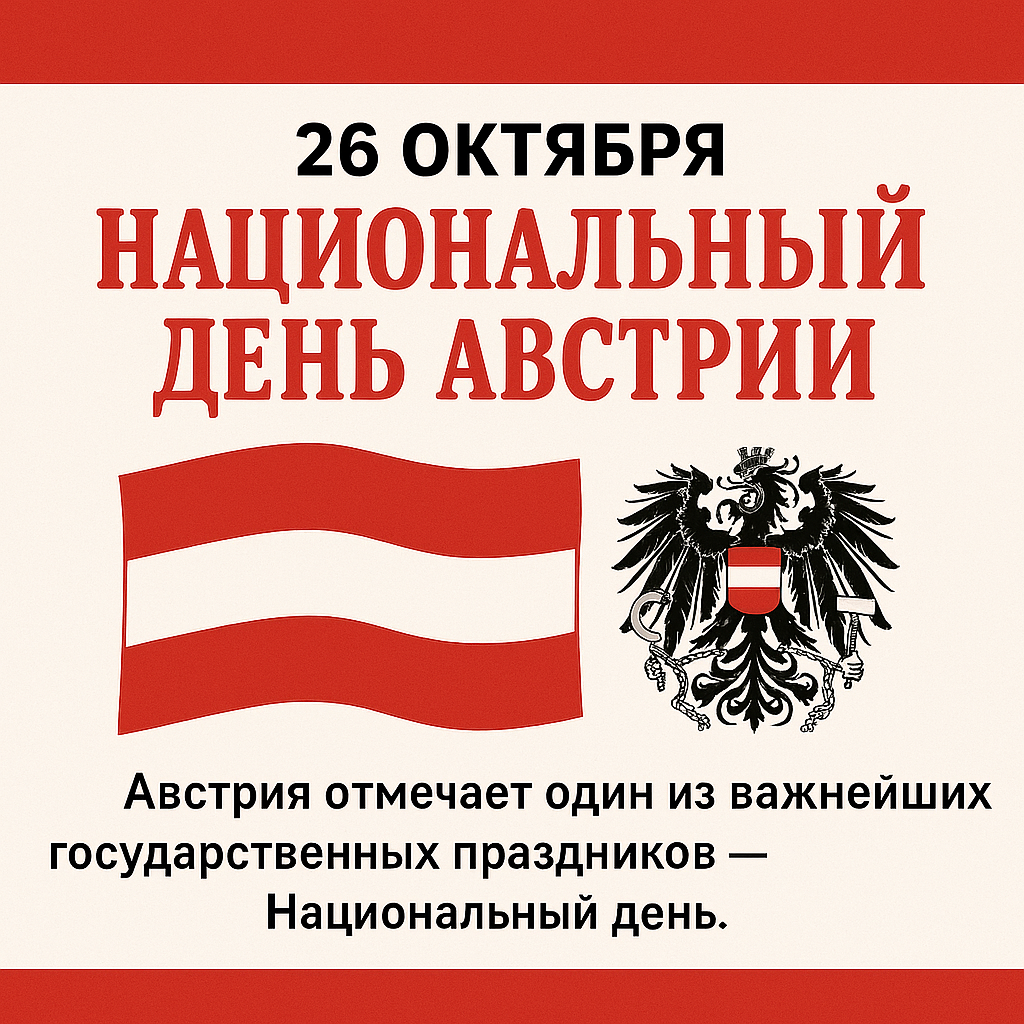 26 ОКТЯБРЯ
НАЦИОНАЛЬНЫЙ
ДЕНЬ АВСТРИИ
Австрия отмечает один из важнейших
государственных праздников —
Национальный день.